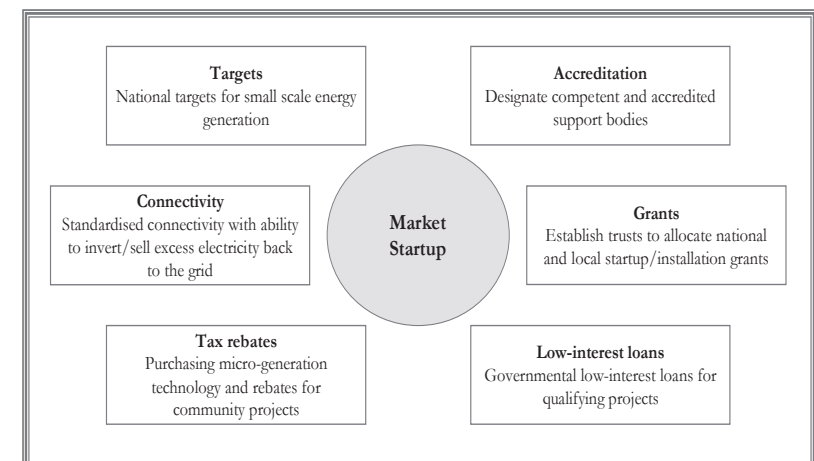 Targets
National targets for small scale energy
generation
Accreditation
Designate competent and accredited
support bodies
Connectivity
Standardised connectivity with ability
to invert/sell excess electricity back
to the grid
Market
Startup
Grants
Establish trusts to allocate national
and local startup/installation grants
Tax rebates
Purchasing micro-generation
technology and rebates for
community projects
Low-interest loans
Governmental low-interest loans for
qualifying projects